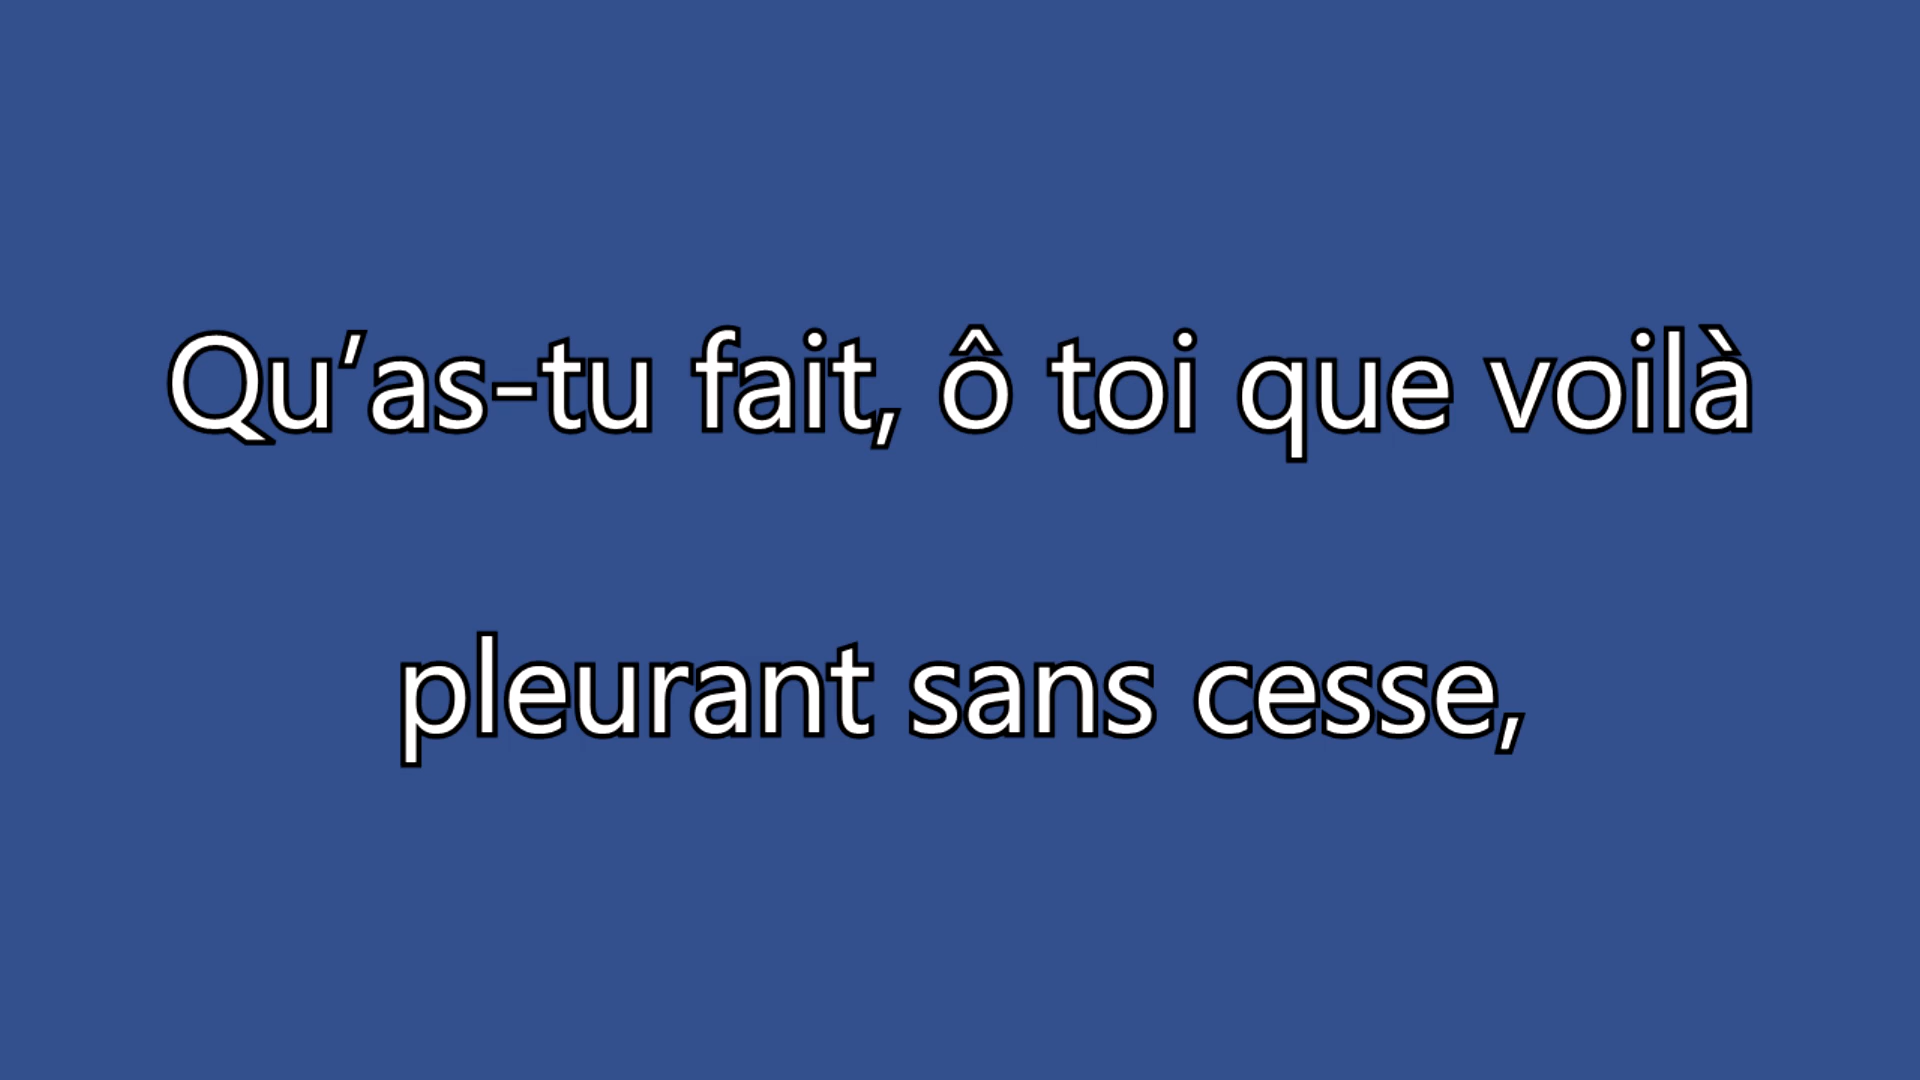 Qu’as-tu fait, ô toi que voilà
pleurant sans cesse,